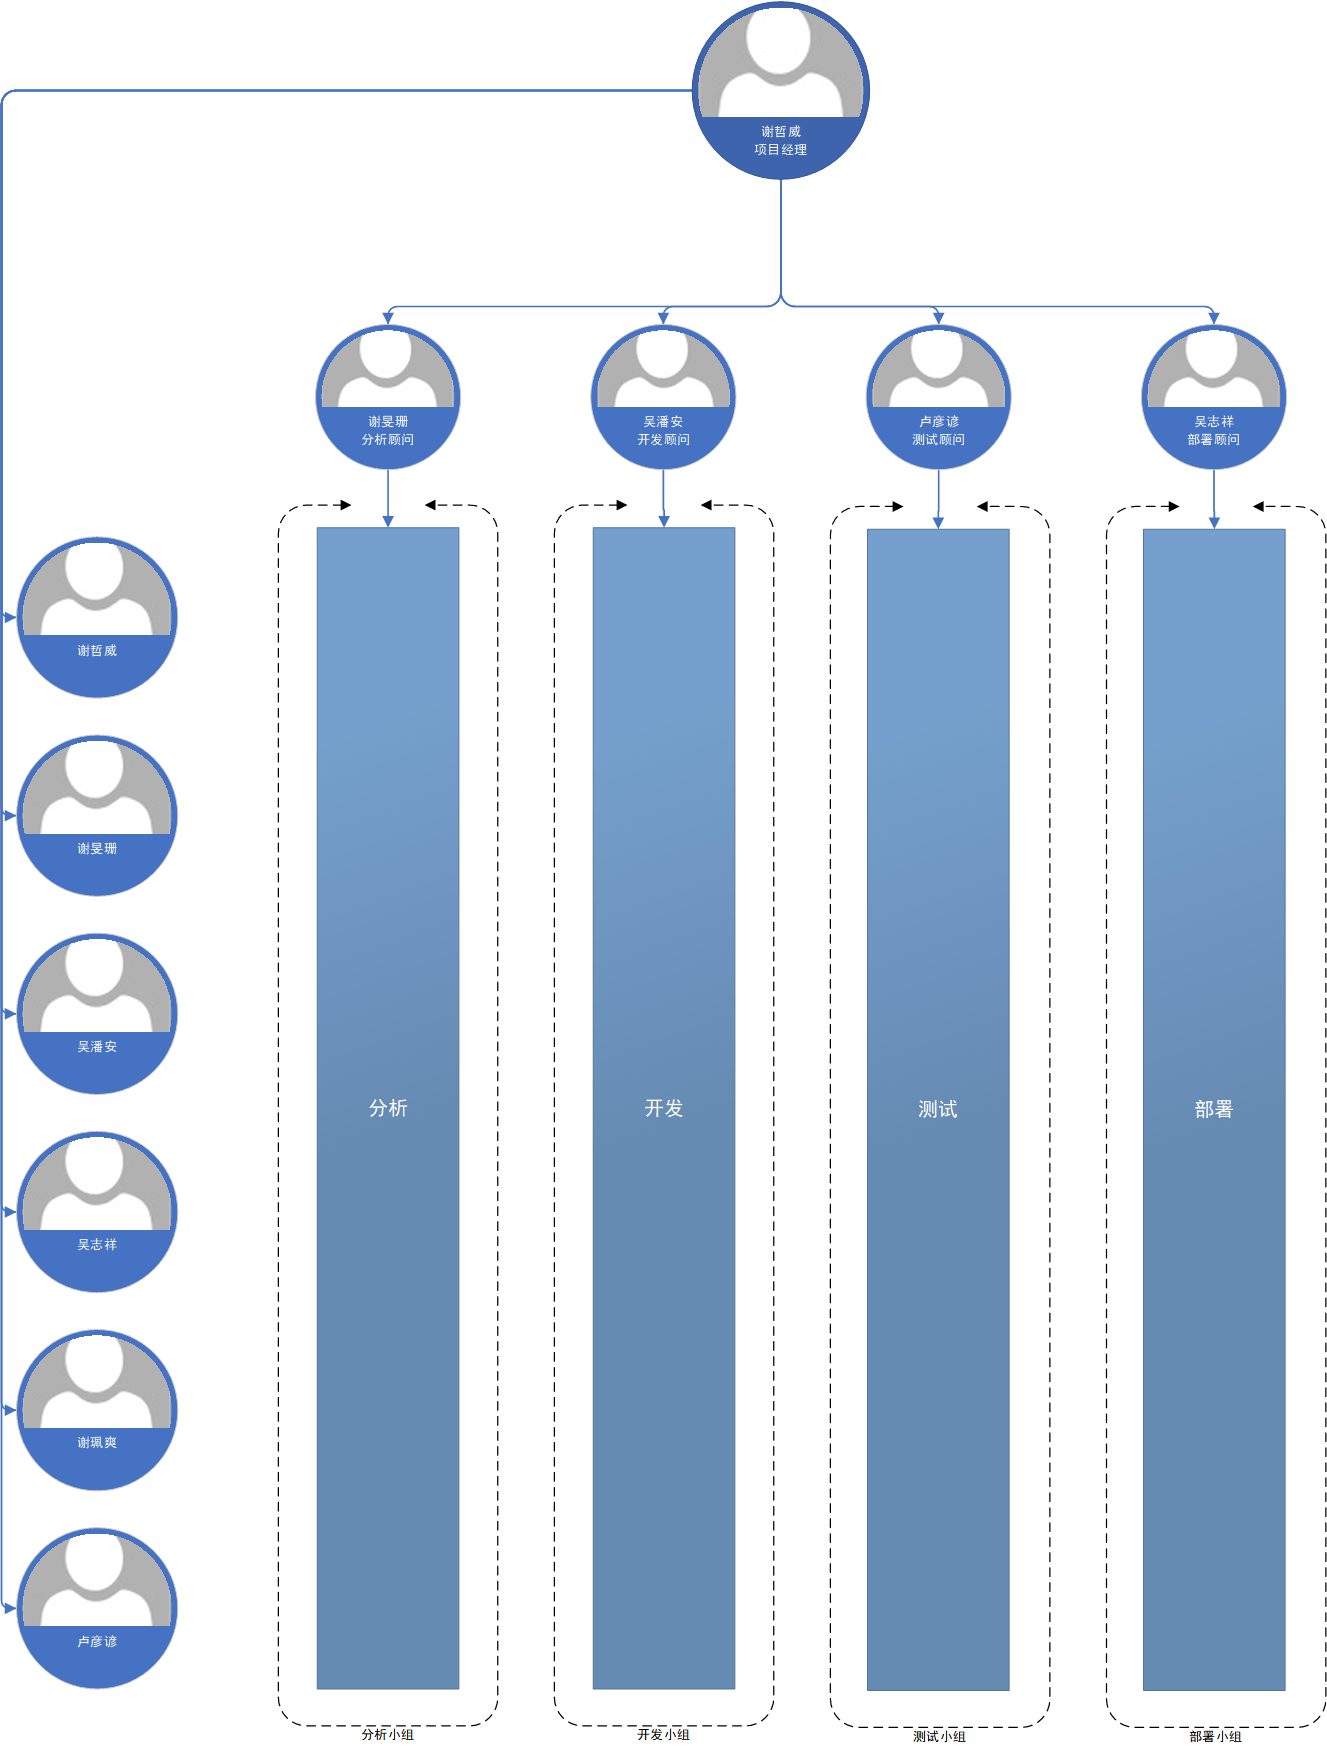 谢哲威
项目经理
谢旻珊
分析顾问
吴潘安
开发顾问
卢彦谚
测试顾问
吴志祥
部署顾问
谢哲威
谢旻珊
吴潘安
吴志祥
谢珮爽
卢彦谚
分析
开发
测试
部署
分析小组
开发小组
测试小组
部署小组